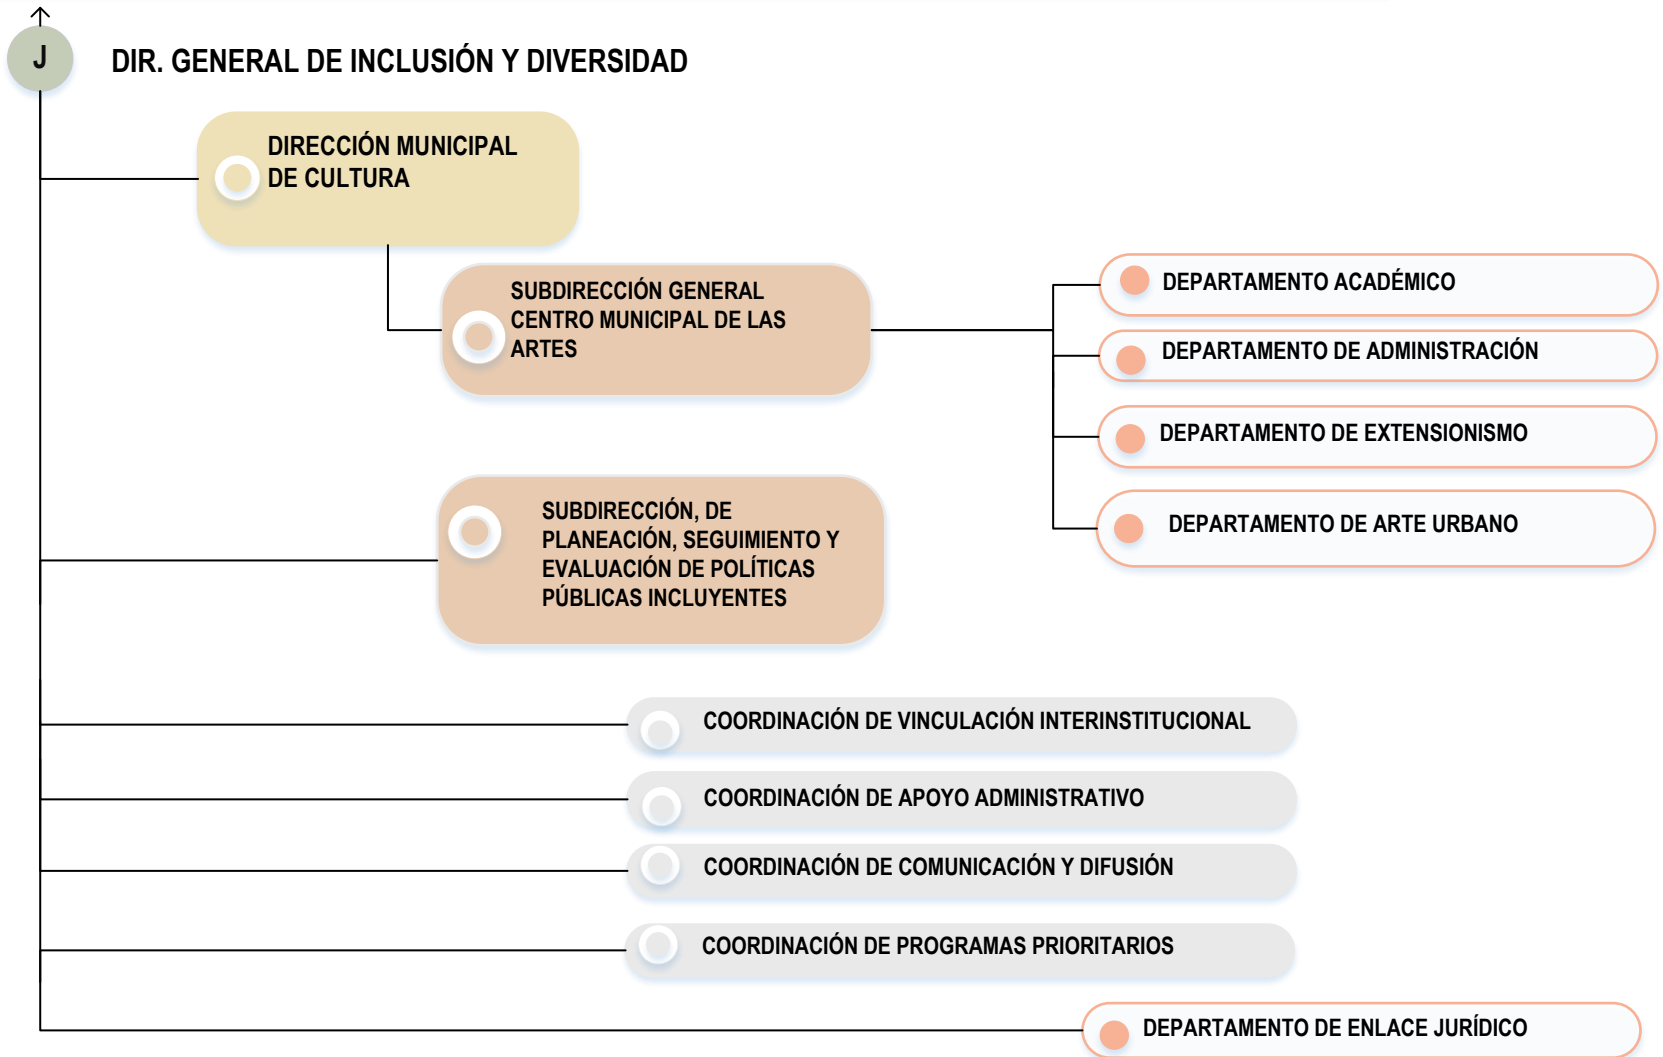 J
DIR. GENERAL DE INCLUSIÓN Y DIVERSIDAD
DIRECCIÓN MUNICIPAL
DE CULTURA
SUBDIRECCIÓN GENERAL
CENTRO MUNICIPAL DE LAS
ARTES
DEPARTAMENTO ACADÉMICO
DEPARTAMENTO DE ADMINISTRACIÓN
DEPARTAMENTO DE EXTENSIONISMO
DEPARTAMENTO DE ARTE URBANO
SUBDIRECCIÓN, DE
PLANEACIÓN, SEGUIMIENTO Y
EVALUACIÓN DE POLÍTICAS
PÚBLICAS INCLUYENTES
COORDINACIÓN DE VINCULACIÓN INTERINSTITUCIONAL
COORDINACIÓN DE APOYO ADMINISTRATIVO
COORDINACIÓN DE COMUNICACIÓN Y DIFUSIÓN
COORDINACIÓN DE PROGRAMAS PRIORITARIOS
DEPARTAMENTO DE ENLACE JURÍDICO